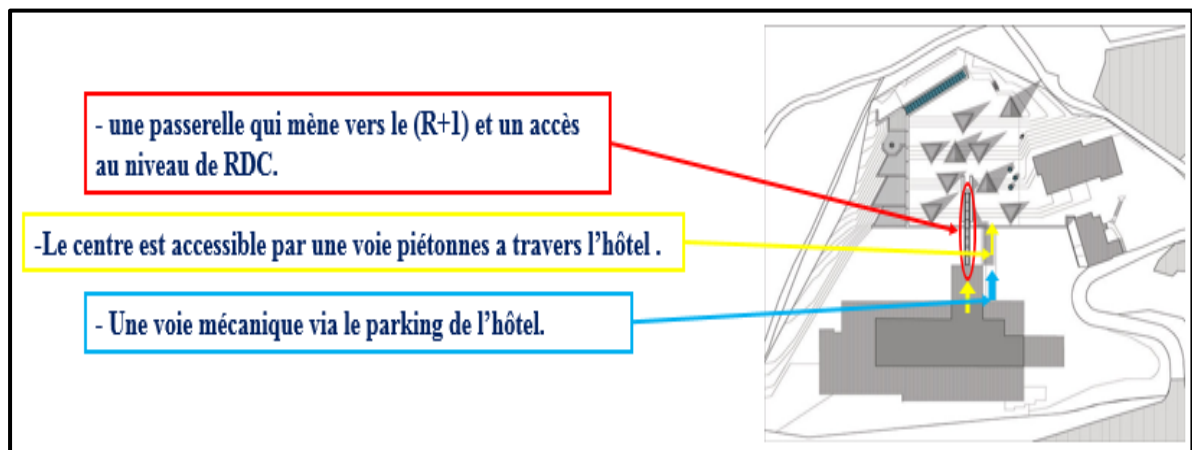 - une passerelle qui mène vers le (R+1) et un accès
au niveau de RDC.
-Le centre est accessible par une voie piétonnes a travers l’hôtel .
- Une voie mécanique via le parking de l’hôtel.